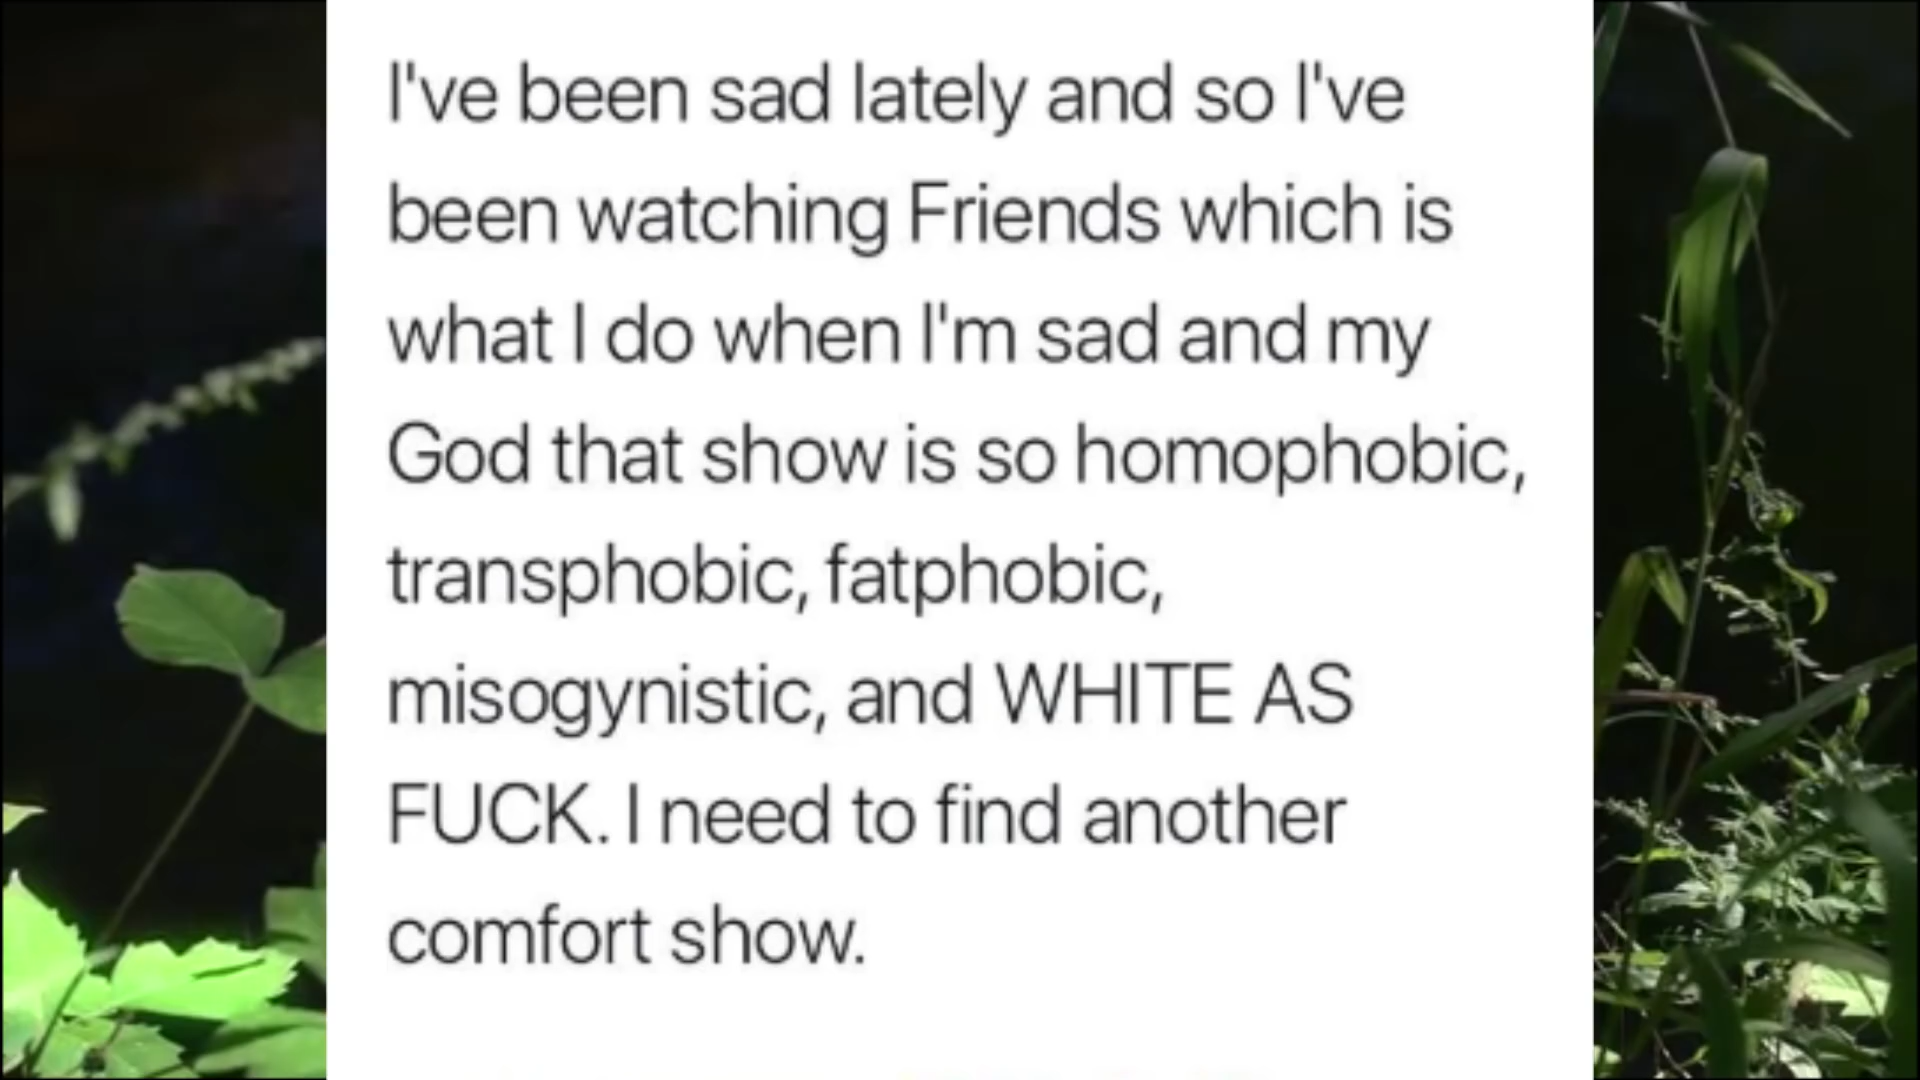 I've been sad lately and so I've
been watching Friends which is
what I do when I'm sad and my
God that show is so homophobic,
transphobic, fatphobic,
misogynistic, and WHITE AS
FUCK. I need to find another
comfort show.